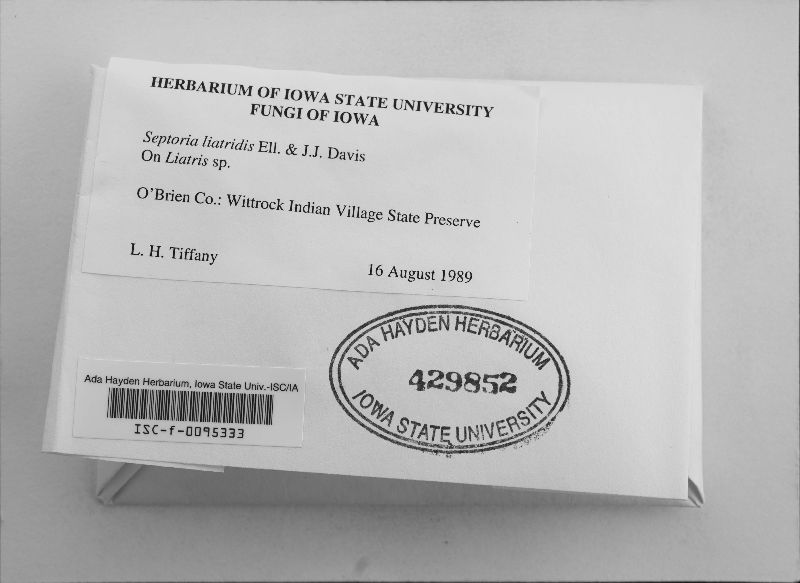 HERBARIUM OF IOWA STATE UNIVERSITY
FUNGI OF IOWA
Septoria liatridis Ell. & J.J. Davis
On Liatris sp.
O'Brien Co.: Wittrock Indian Village State Preserve
L. H. Tiffany
16 August 1989
ADA HAYDEN HERBARIUM
429852
IOWA STATE UNIVERSITY
Ada Hayden Herbarium, Iowa State Univ.-ISC/IA
ISC-f-0095333